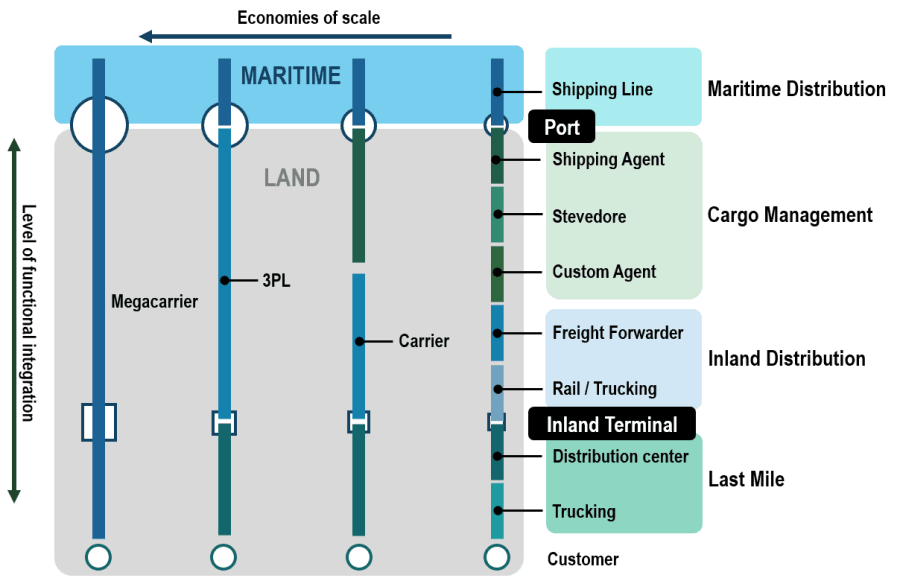 Economies of scale
MARITIME
Shipping Line
Maritime Distribution
Port
Shipping Agent
LAND
Stevedore
Cargo Management
Level of functional integration
Custom Agent
3PL
Megacarrier
Freight Forwarder
Carrier
Inland Distribution
Rail / Trucking
Inland Terminal
Distribution center
Last Mile
Trucking
Customer